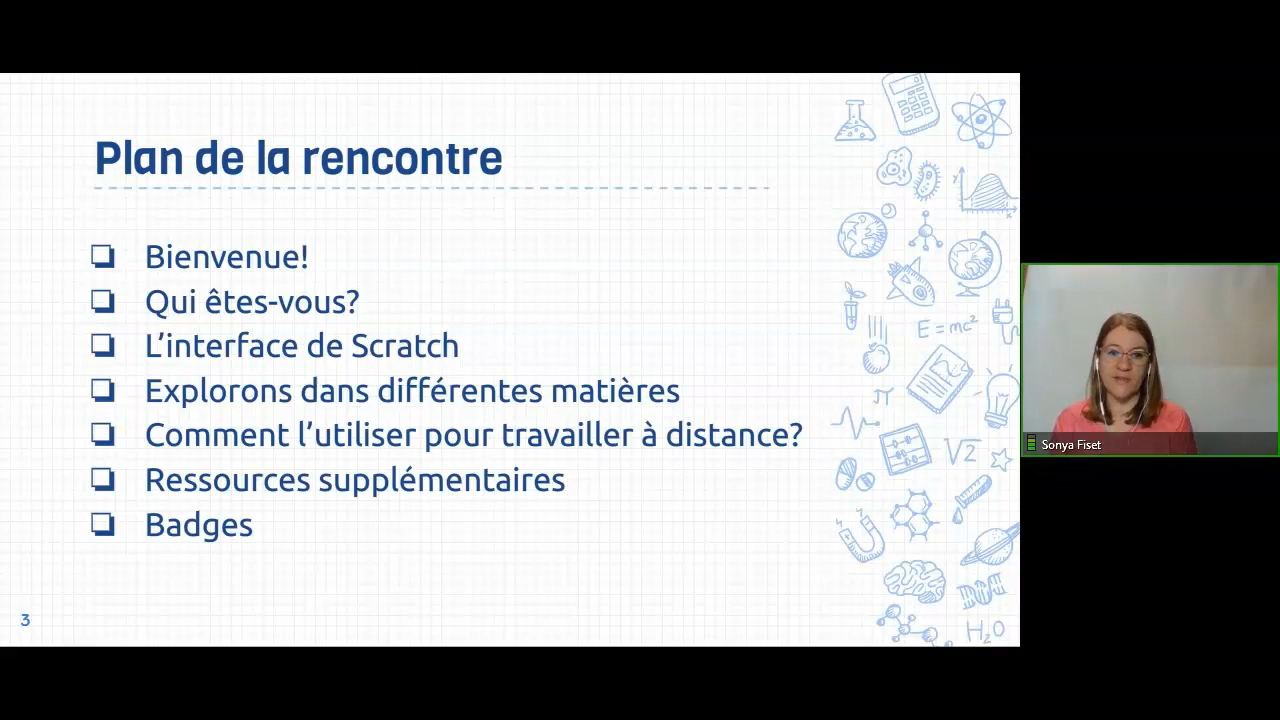 Plan de la rencontre
Bienvenue!
Qui êtes-vous?
L’interface de Scratch
Explorons dans différentes matières
Comment l’utiliser pour travailler à distance?
Ressources supplémentaires
Badges
3
y
x
E=mc²
π
√2
H₂O
Sonya Fiset